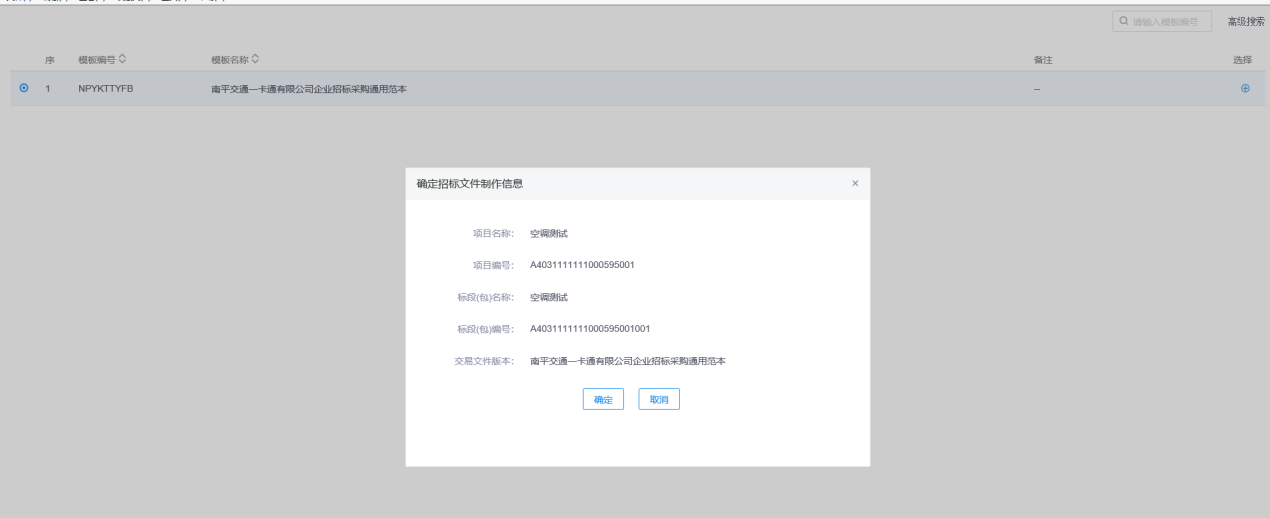 请输入模板编号 高级搜索
序 模板编号 模板名称 备注 选择
1 NPYKTTYFB 南平交通一卡通有限公司企业招标采购通用范本 --
确定招标文件制作信息 ×
项目名称: 空调测试
项目编号: A4031111111000595001
标段(包)名称: 空调测试
标段(包)编号: A4031111111000595001001
交易文件版本: 南平交通一卡通有限公司企业招标采购通用范本
确定 取消